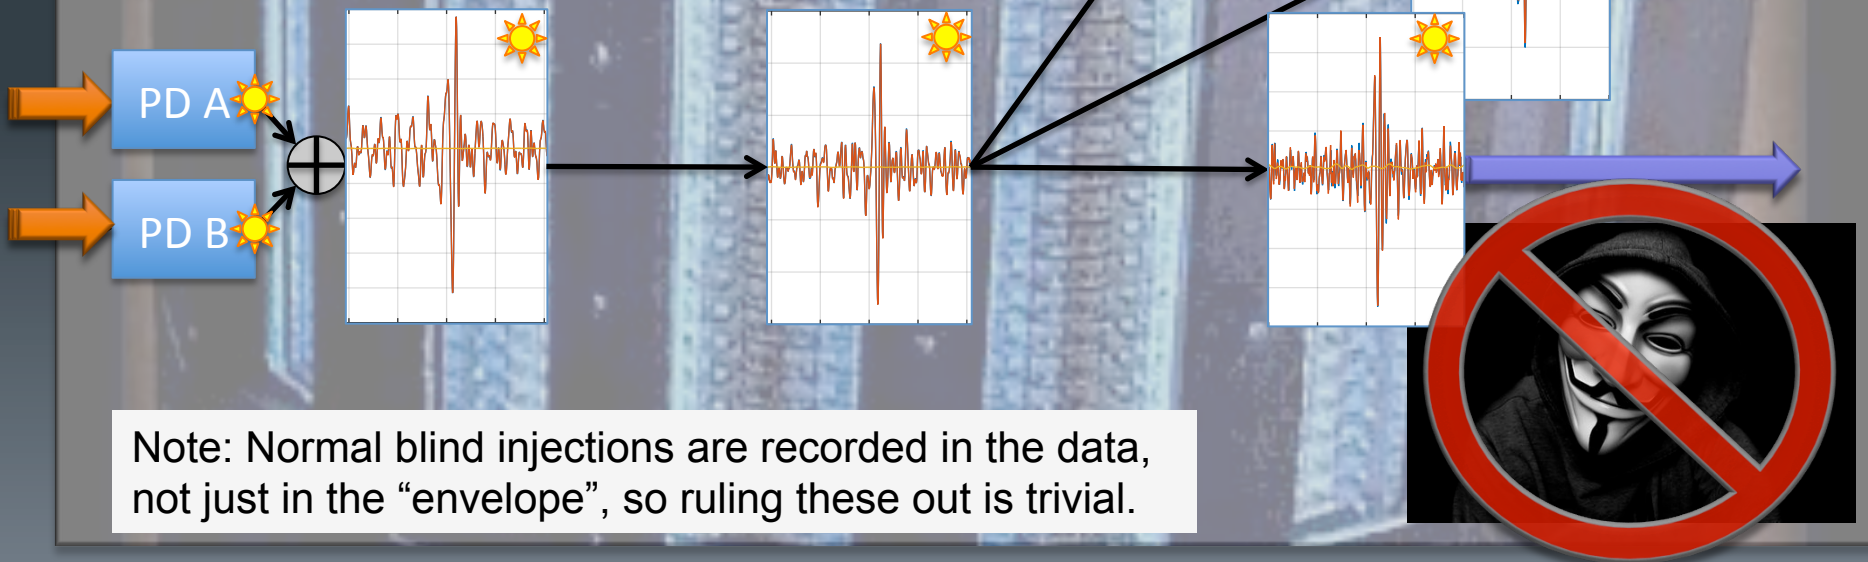 PD A
PD B
Note: Normal blind injections are recorded in the data,
not just in the “envelope”, so ruling these out is trivial.